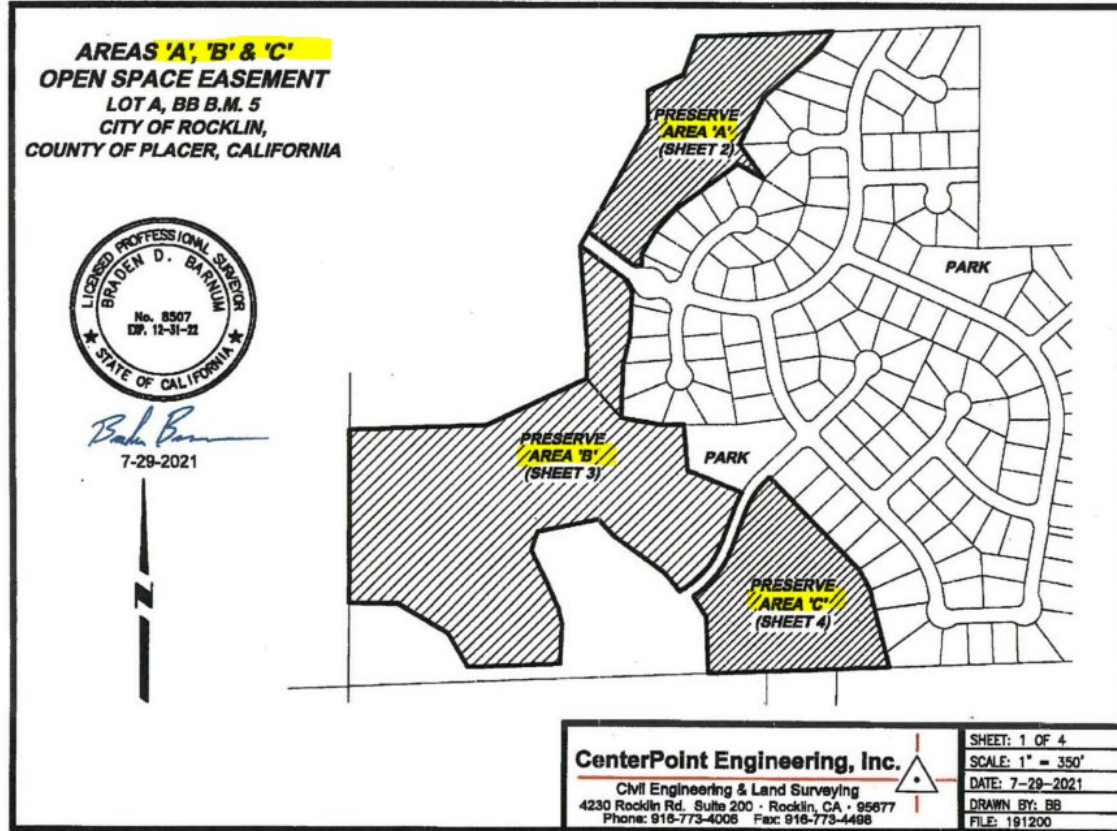 AREAS 'A', 'B' & 'C'
OPEN SPACE EASEMENT
LOT A, BB B.M. 5
CITY OF ROCKLIN,
COUNTY OF PLACER, CALIFORNIA
LICENSED PROFFESSIONAL SURVEYOR
BRADEN D. BARNUM
No. 8507
EXP. 12-31-22
STATE OF CALIFORNIA
7-29-2021
N
PRESERVE
AREA 'A'
(SHEET 2)
PARK
PRESERVE
AREA 'B'
(SHEET 3)
PARK
PRESERVE
AREA 'C'
(SHEET 4)
CenterPoint Engineering, Inc.
Civil Engineering & Land Surveying
4230 Rocklin Rd. Suite 200 · Rocklin, CA · 95677
Phone: 916-773-4006 Fax: 916-773-4498
SHEET: 1 OF 4
SCALE: 1" = 350'
DATE: 7-29-2021
DRAWN BY: BB
FILE: 191200